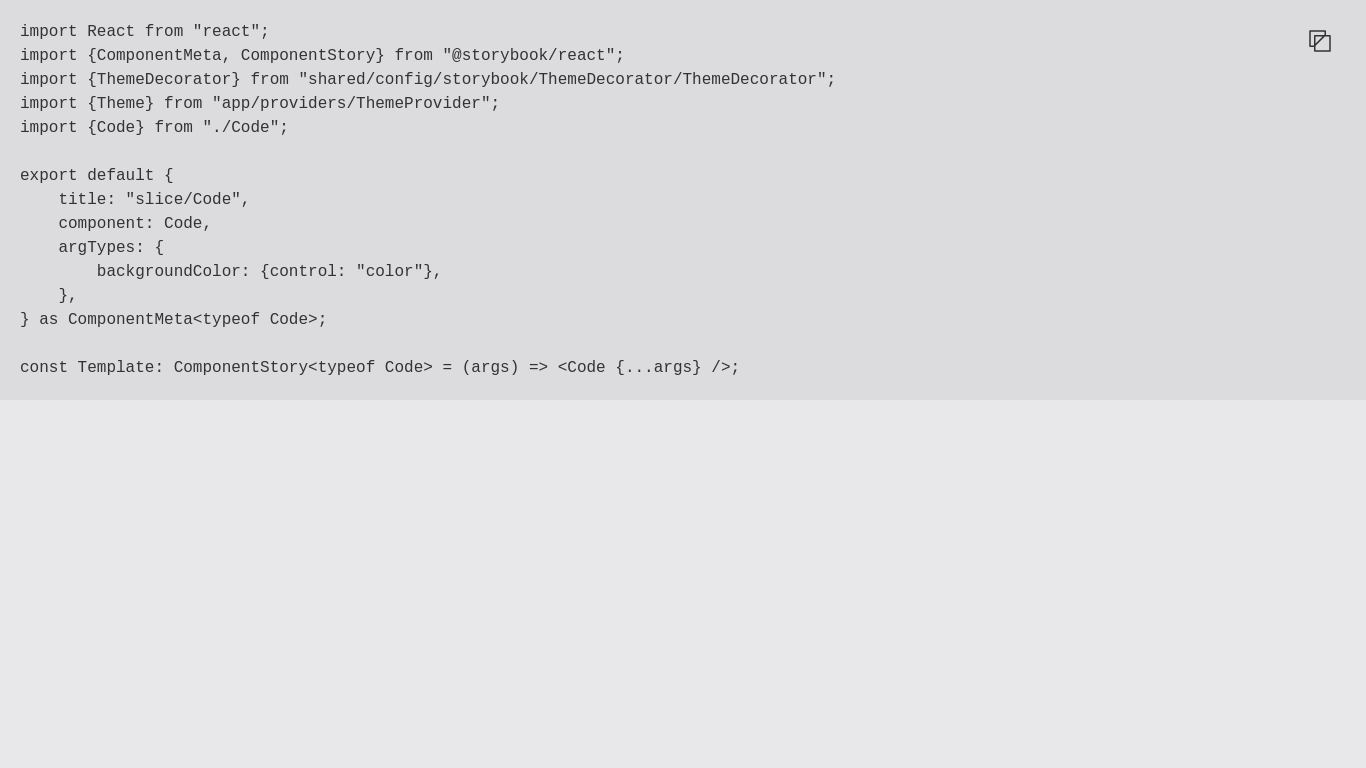 import React from "react";
import {ComponentMeta, ComponentStory} from "@storybook/react";
import {ThemeDecorator} from "shared/config/storybook/ThemeDecorator/ThemeDecorator";
import {Theme} from "app/providers/ThemeProvider";
import {Code} from "./Code";

export default {
    title: "slice/Code",
    component: Code,
    argTypes: {
        backgroundColor: {control: "color"},
    },
} as ComponentMeta<typeof Code>;

const Template: ComponentStory<typeof Code> = (args) => <Code {...args} />;